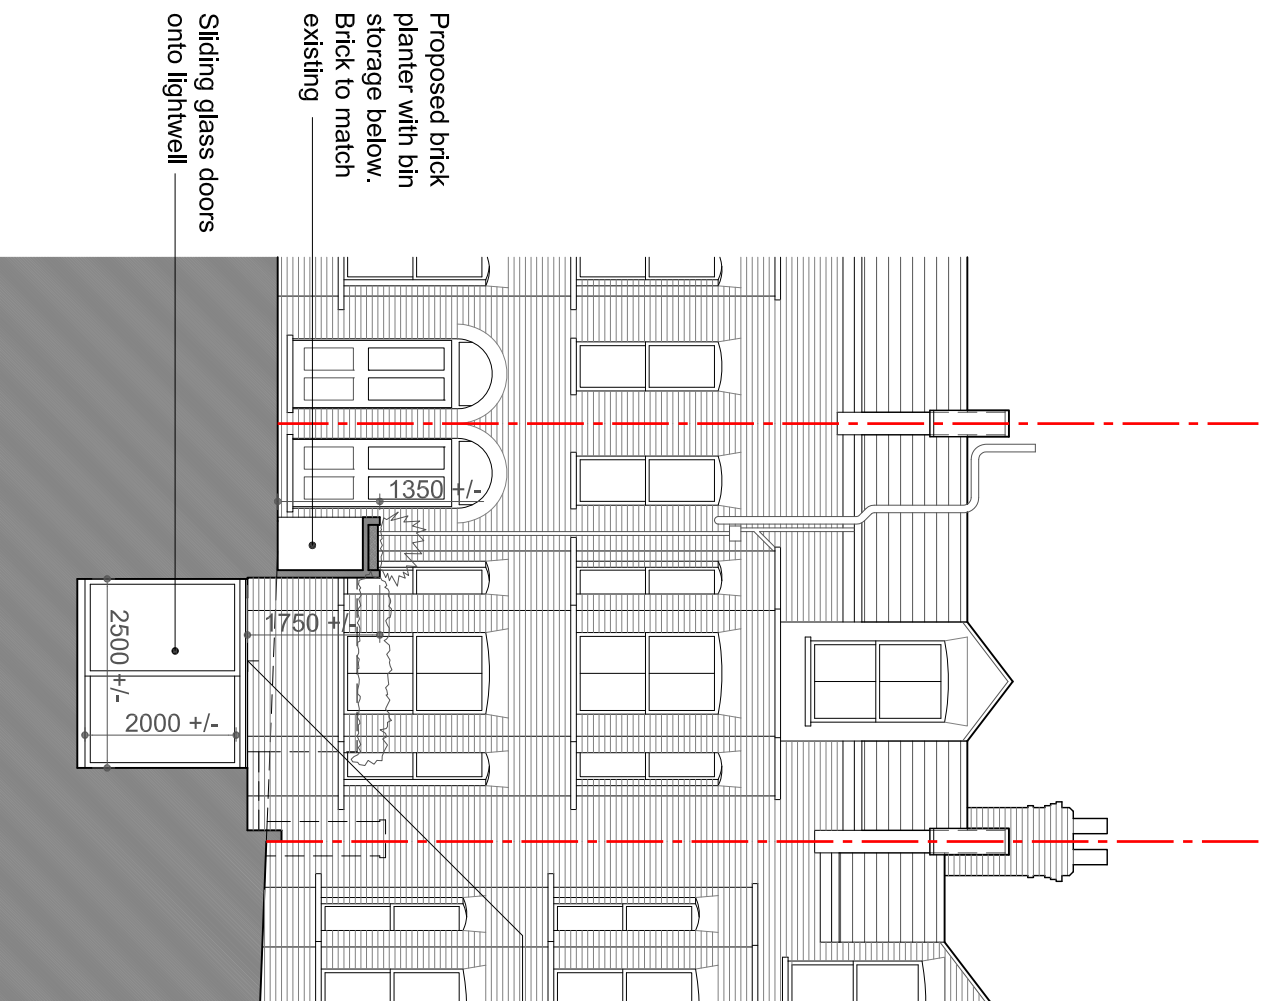 Proposed brick
planter with bin
storage below.
Brick to match
existing
Sliding glass doors
onto lightwell
1350 +/-
1750 +/-
2500 +/-
2000 +/-